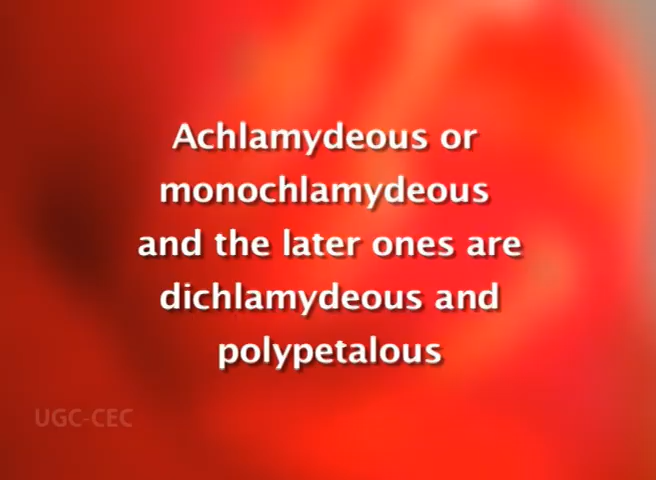 Achlamydeous or
monochlamydeous
and the later ones are
dichlamydeous and
polypetalous
UGC-CEC